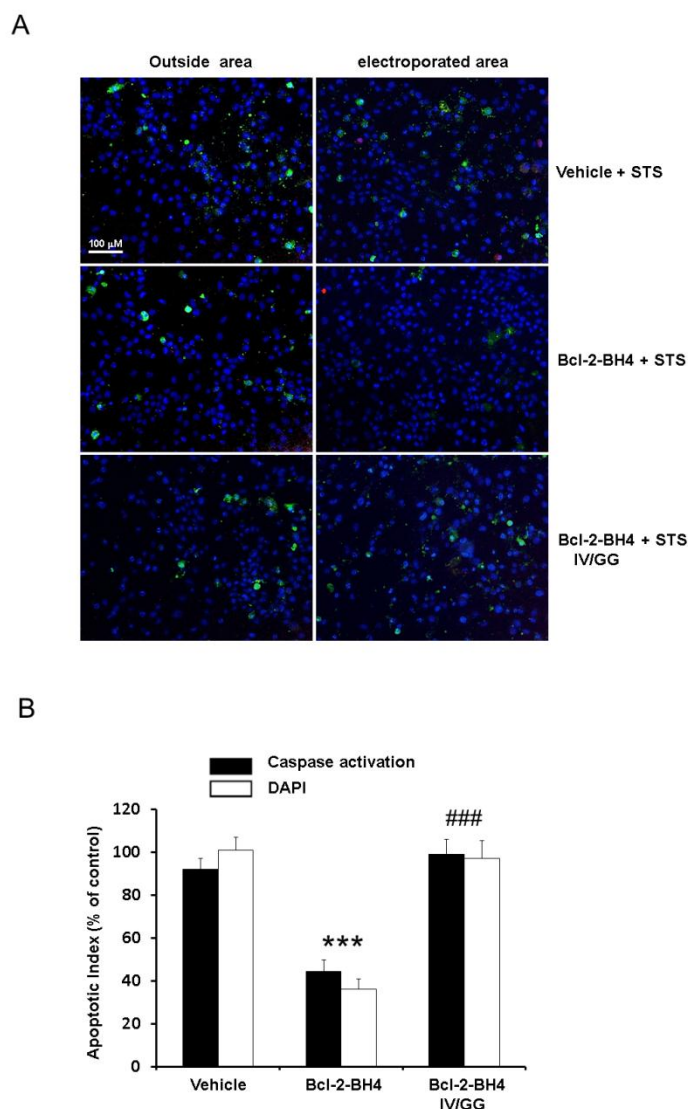 A
Outside area
electroporated area
Vehicle + STS
100 μM
Bcl-2-BH4 + STS
Bcl-2-BH4 + STS
IV/GG
B
Caspase activation
DAPI
Apoptotic Index (% of control)
120
100
80
60
40
20
0
***
###
Vehicle
Bcl-2-BH4
Bcl-2-BH4
IV/GG